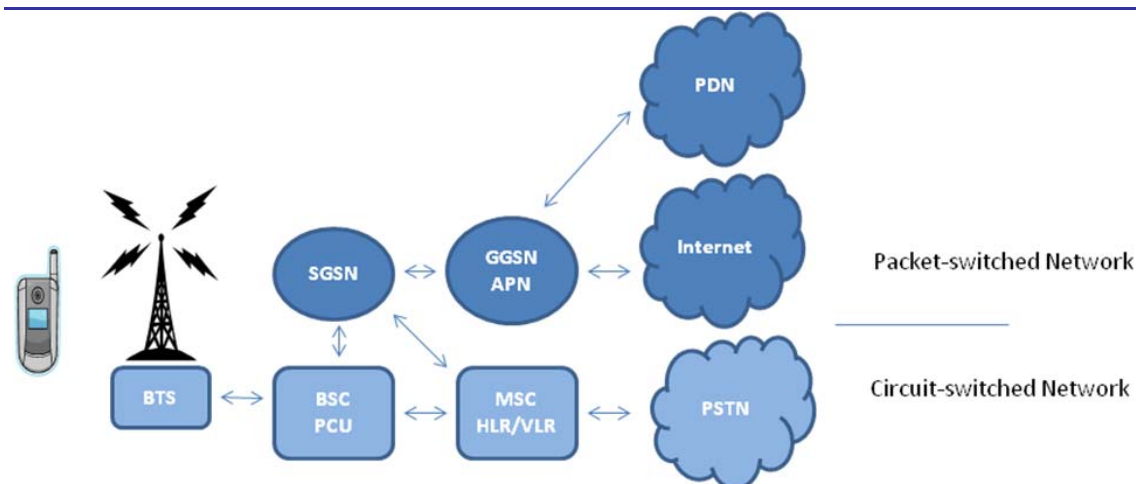 PDN
Internet
Packet-switched Network
SGSN
GGSN
APN
BTS
BSC
PCU
MSC
HLR/VLR
PSTN
Circuit-switched Network